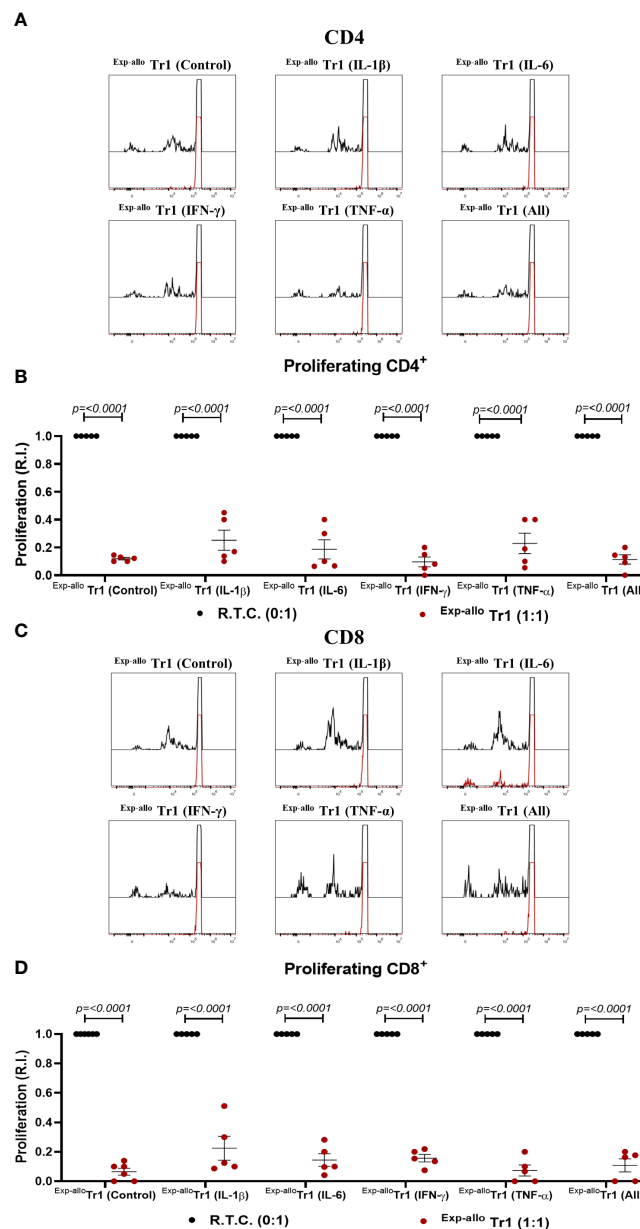 A
CD4
Exp-allo Tr1 (Control)
Exp-allo Tr1 (IL-1β)
Exp-allo Tr1 (IL-6)
Exp-allo Tr1 (IFN-γ)
Exp-allo Tr1 (TNF-α)
Exp-allo Tr1 (All)
Proliferating CD4+
B
p=<0.0001 p=<0.0001 p=<0.0001 p=<0.0001 p=<0.0001 p=<0.0001
Proliferation (R.I.)
1.0
0.8
0.6
0.4
0.2
0.0
Exp-allo Tr1 (Control) Exp-allo Tr1 (IL-1β) Exp-allo Tr1 (IL-6) Exp-allo Tr1 (IFN-γ) Exp-allo Tr1 (TNF-α) Exp-allo Tr1 (All
R.T.C. (0:1) Exp-allo Tr1 (1:1)
C
CD8
Exp-allo Tr1 (Control)
Exp-allo Tr1 (IL-1β)
Exp-allo Tr1 (IL-6)
Exp-allo Tr1 (IFN-γ)
Exp-allo Tr1 (TNF-α)
Exp-allo Tr1 (All)
D
Proliferating CD8+
p=<0.0001 p=<0.0001 p=<0.0001 p=<0.0001 p=<0.0001 p=<0.0001
Proliferation (R.I.)
1.0
0.8
0.6
0.4
0.2
0.0
Exp-allo Tr1 (Control) Exp-allo Tr1 (IL-1β) Exp-allo Tr1 (IL-6) Exp-allo Tr1 (IFN-γ) Exp-allo Tr1 (TNF-α) Exp-allo Tr1 (All
R.T.C. (0:1) Exp-allo Tr1 (1:1)